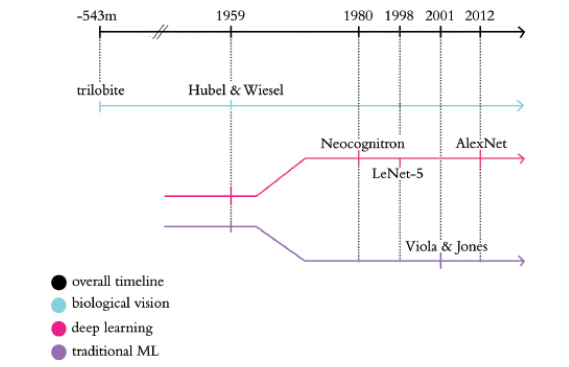 -543m 1959 1980 1998 2001 2012
trilobite Hubel & Wiesel
Neocognitron AlexNet
LeNet-5
Viola & Jones
overall timeline
biological vision
deep learning
traditional ML